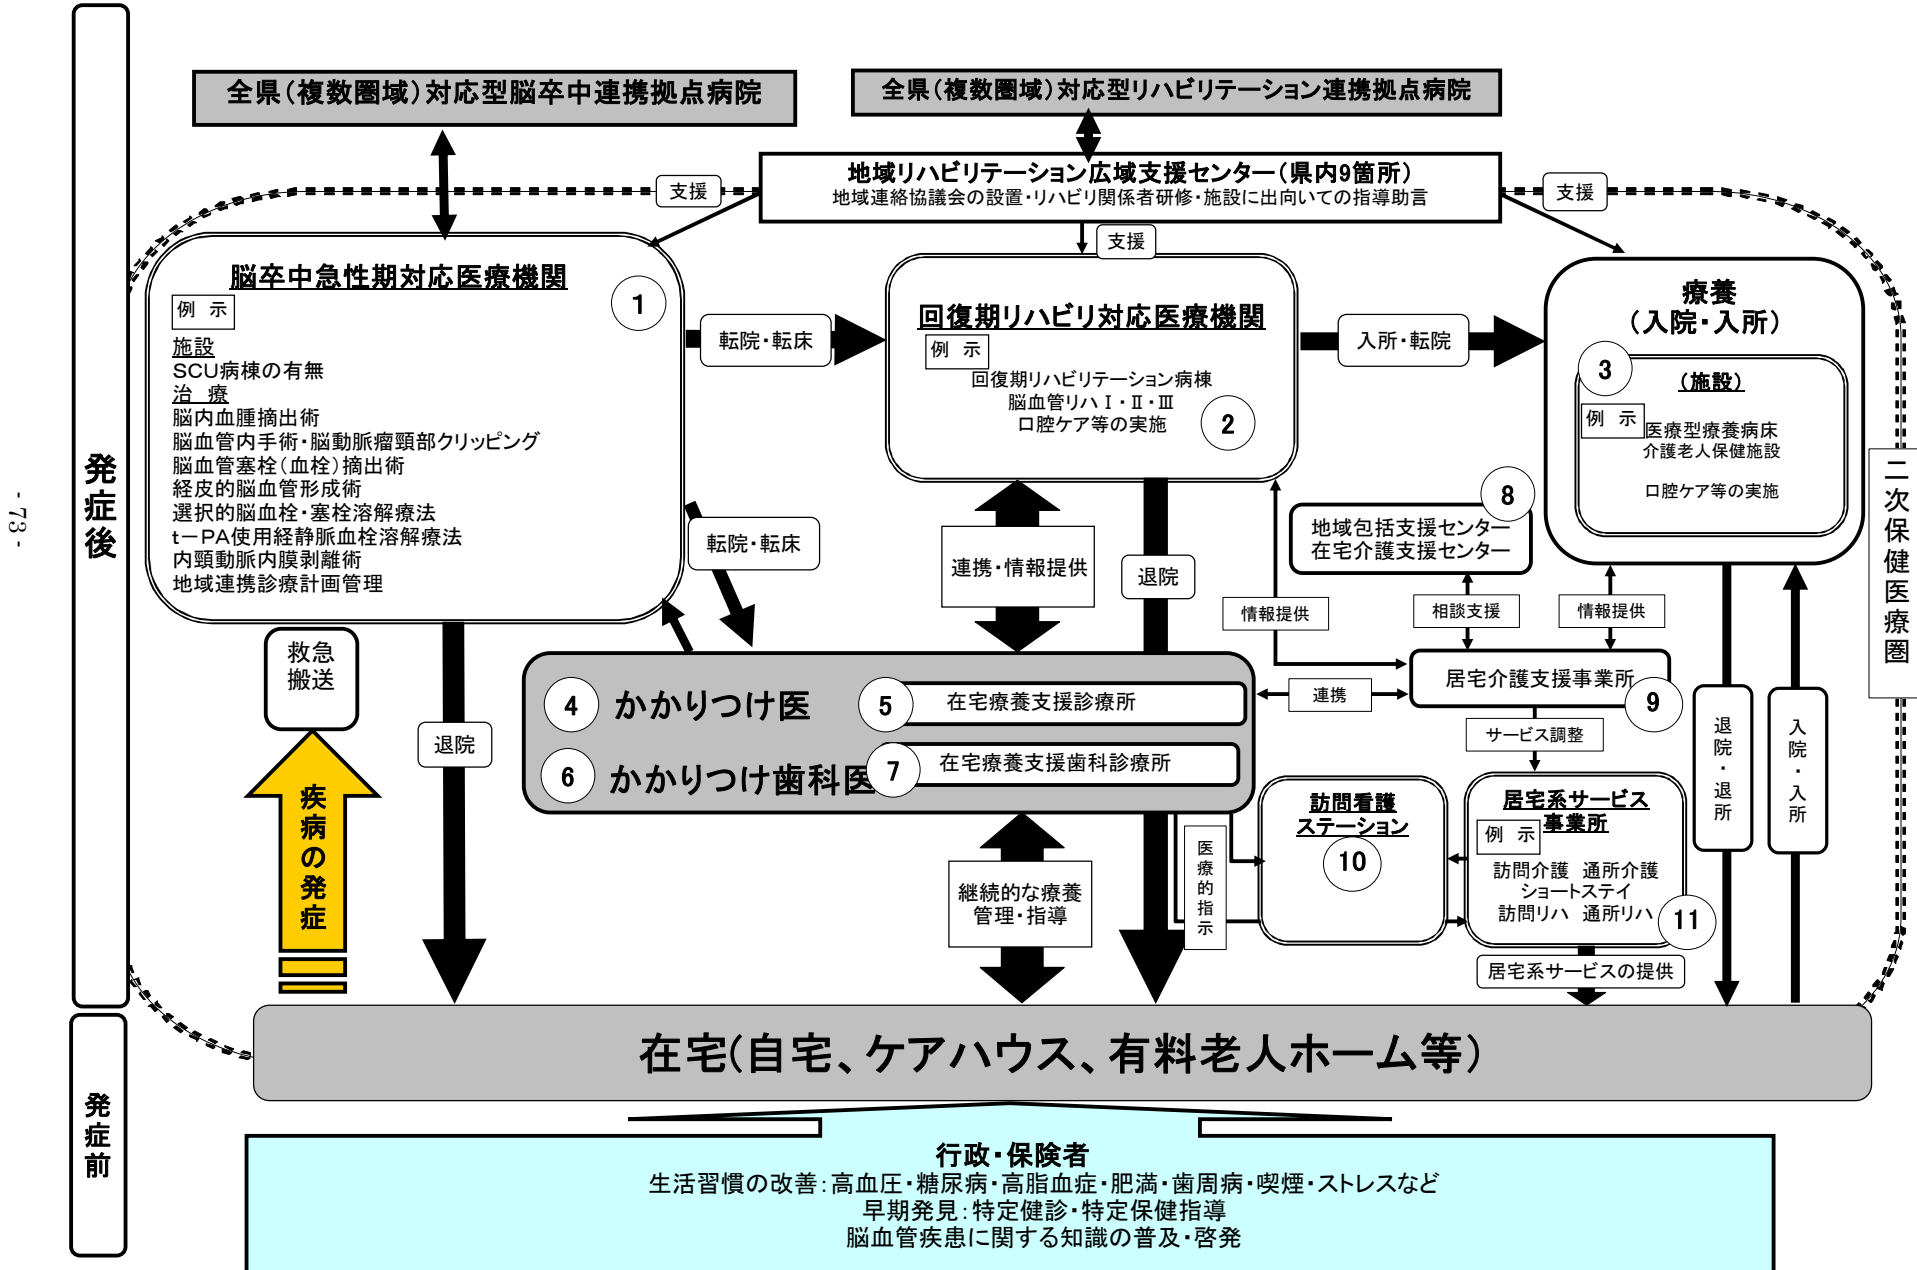 全県（複数圏域）対応型脳卒中連携拠点病院
全県（複数圏域）対応型リハビリテーション連携拠点病院
地域リハビリテーション広域支援センター（県内9箇所）
地域連絡協議会の設置・リハビリ関係者研修・施設に出向いての指導助言
支援
支援
支援
発症後
- 73 -
脳卒中急性期対応医療機関
1
例 示
施設
SCU病棟の有無
治 療
脳内血腫摘出術
脳血管内手術・脳動脈瘤頸部クリッピング
脳血管塞栓（血栓）摘出術
経皮的脳血管形成術
選択的脳血栓・塞栓溶解療法
t－PA使用経静脈血栓溶解療法
内頸動脈内膜剥離術
地域連携診療計画管理
転院・転床
回復期リハビリ対応医療機関
例 示
回復期リハビリテーション病棟
脳血管リハⅠ・Ⅱ・Ⅲ
口腔ケア等の実施
2
入所・転院
療養
（入院・入所）
3
（施設）
例 示
医療型療養病床
介護老人保健施設
口腔ケア等の実施
二次保健医療圏
転院・転床
連携・情報提供
退院
8
地域包括支援センター
在宅介護支援センター
情報提供
相談支援
情報提供
救急
搬送
退院
疾病の発症
4
かかりつけ医
5
在宅療養支援診療所
6
かかりつけ歯科医
7
在宅療養支援歯科診療所
連携
居宅介護支援事業所
9
サービス調整
退院・退所
入院・入所
継続的な療養
管理・指導
医療的指示
訪問看護
ステーション
10
居宅系サービス
事業所
例 示
訪問介護 通所介護
ショートステイ
訪問リハ 通所リハ
11
居宅系サービスの提供
在宅(自宅、ケアハウス、有料老人ホーム等）
発症前
行政・保険者
生活習慣の改善：高血圧・糖尿病・高脂血症・肥満・歯周病・喫煙・ストレスなど
早期発見：特定健診・特定保健指導
脳血管疾患に関する知識の普及・啓発